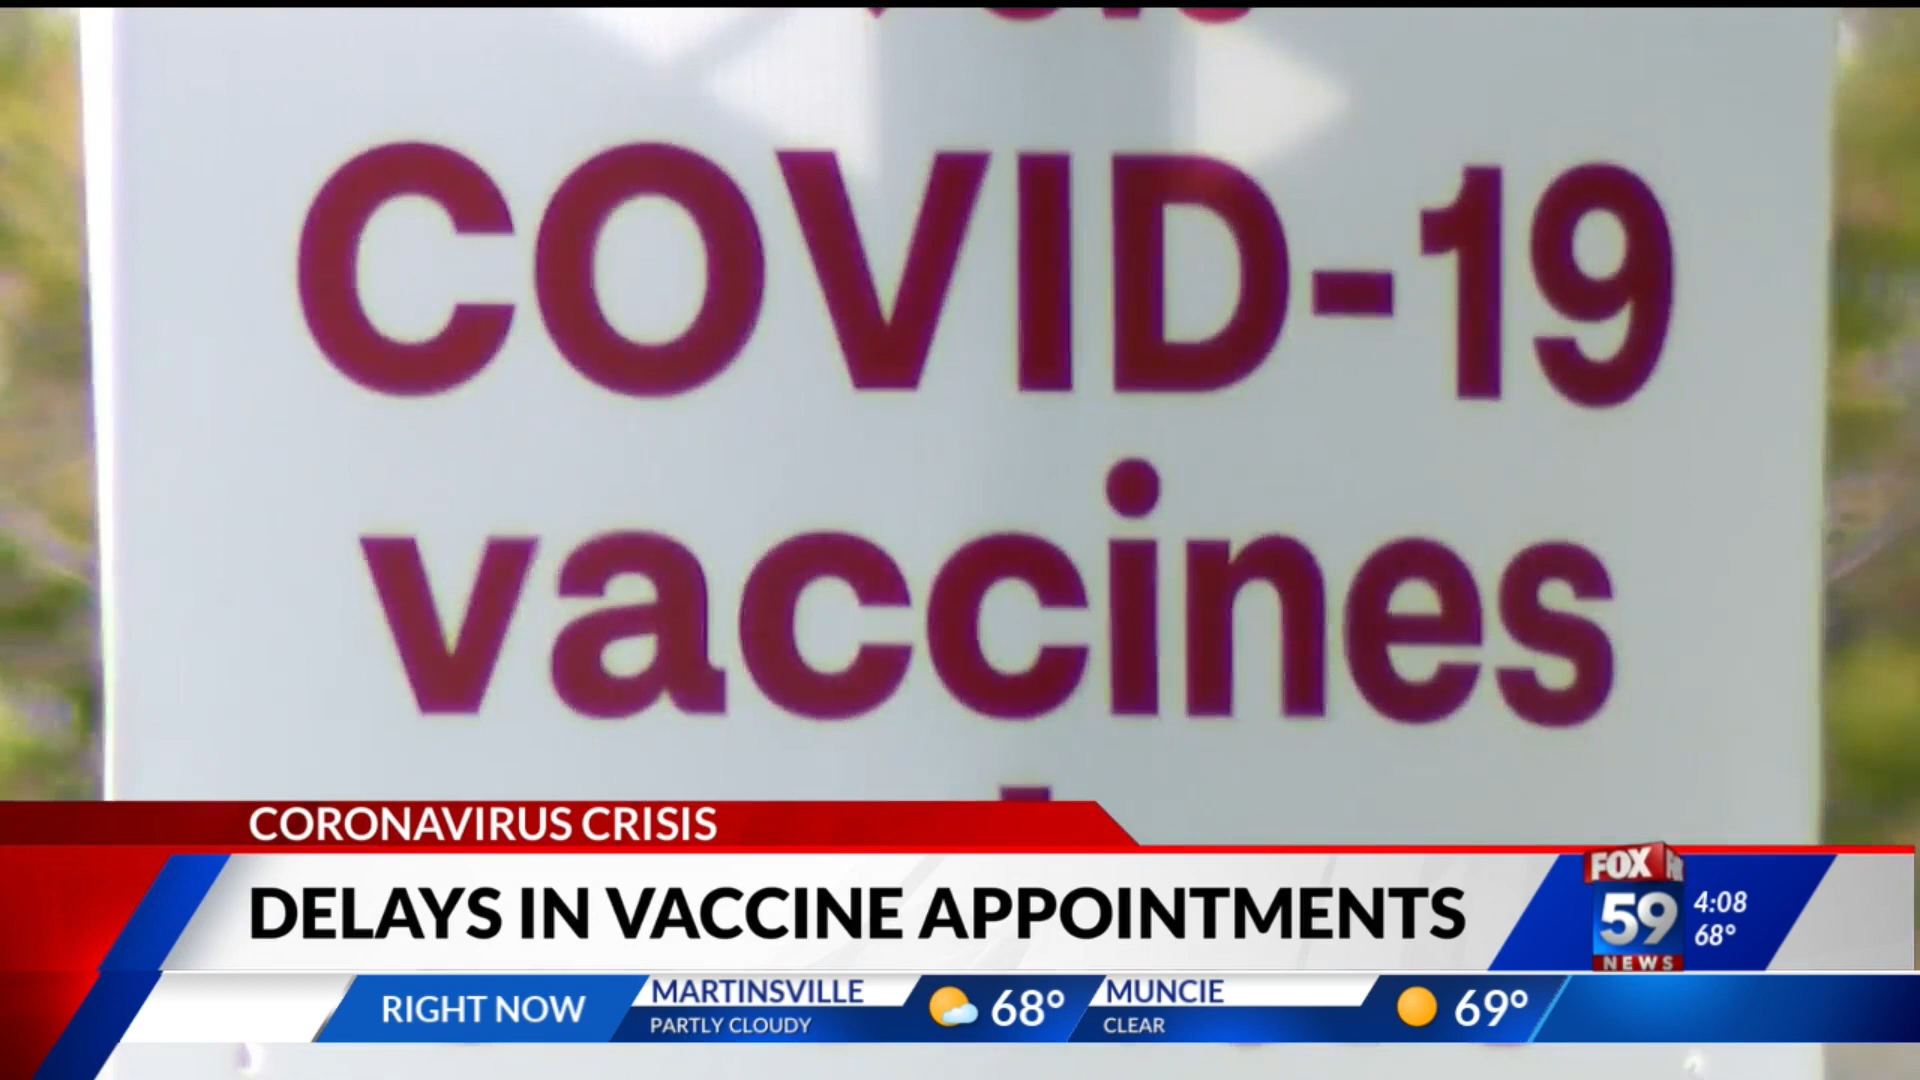 COVID-19
vaccines
CORONAVIRUS CRISIS
DELAYS IN VACCINE APPOINTMENTS
FOX
59
NEWS
4:08
68°
RIGHT NOW
MARTINSVILLE
PARTLY CLOUDY
68°
MUNCIE
CLEAR
69°